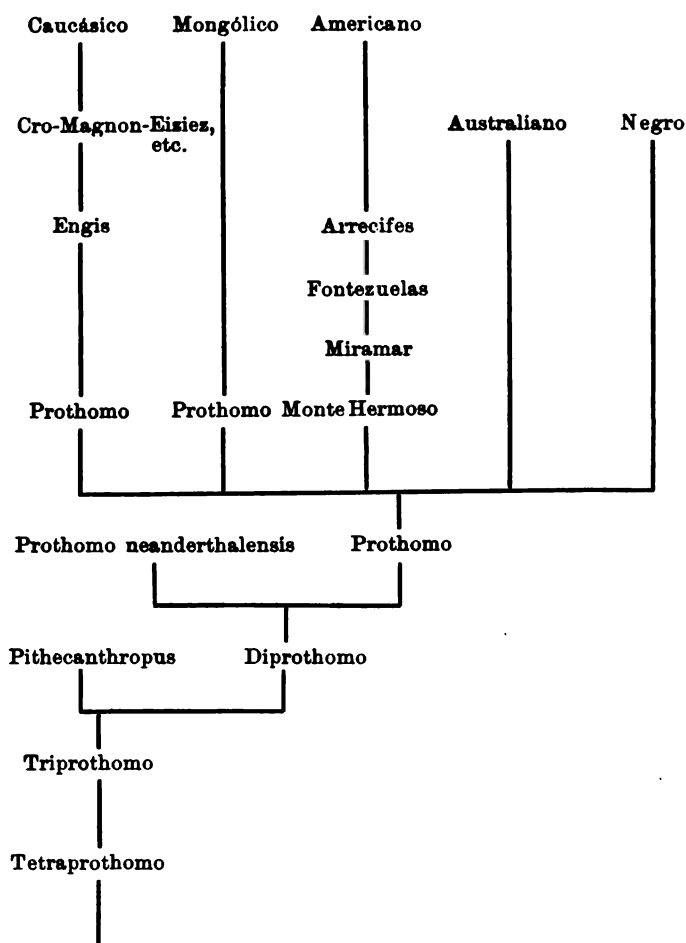 Caucásico Mongólico Americano
Cro-Magnon-Eiziez,
etc.
Australiano Negro
Engis Arrecifes
Fontezuelas
Miramar
Prothomo Prothomo Monte Hermoso
Prothomo neanderthalensis Prothomo
Pithecanthropus Diprothomo
Triprothomo
Tetraprothomo